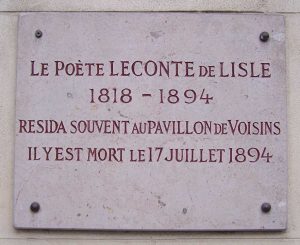 LE POÈTE LECONTE DE LISLE
1818 - 1894
RESIDA SOUVENT AU PAVILLON DE VOISINS
IL Y EST MORT LE 17 JUILLET 1894